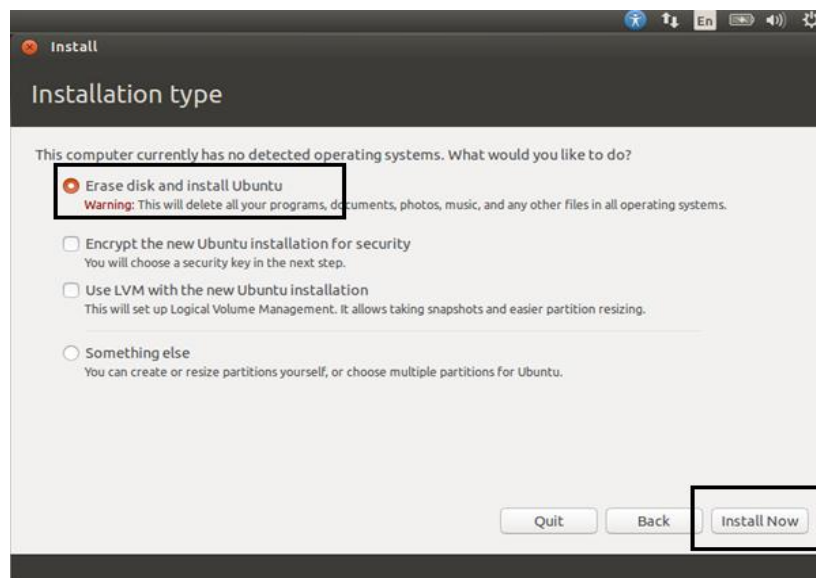 En
Install
Installation type
This computer currently has no detected operating systems. What would you like to do?
Erase disk and install Ubuntu
Warning: This will delete all your programs, documents, photos, music, and any other files in all operating systems.
Encrypt the new Ubuntu installation for security
You will choose a security key in the next step.
Use LVM with the new Ubuntu installation
This will set up Logical Volume Management. It allows taking snapshots and easier partition resizing.
Something else
You can create or resize partitions yourself, or choose multiple partitions for Ubuntu.
Quit Back Install Now